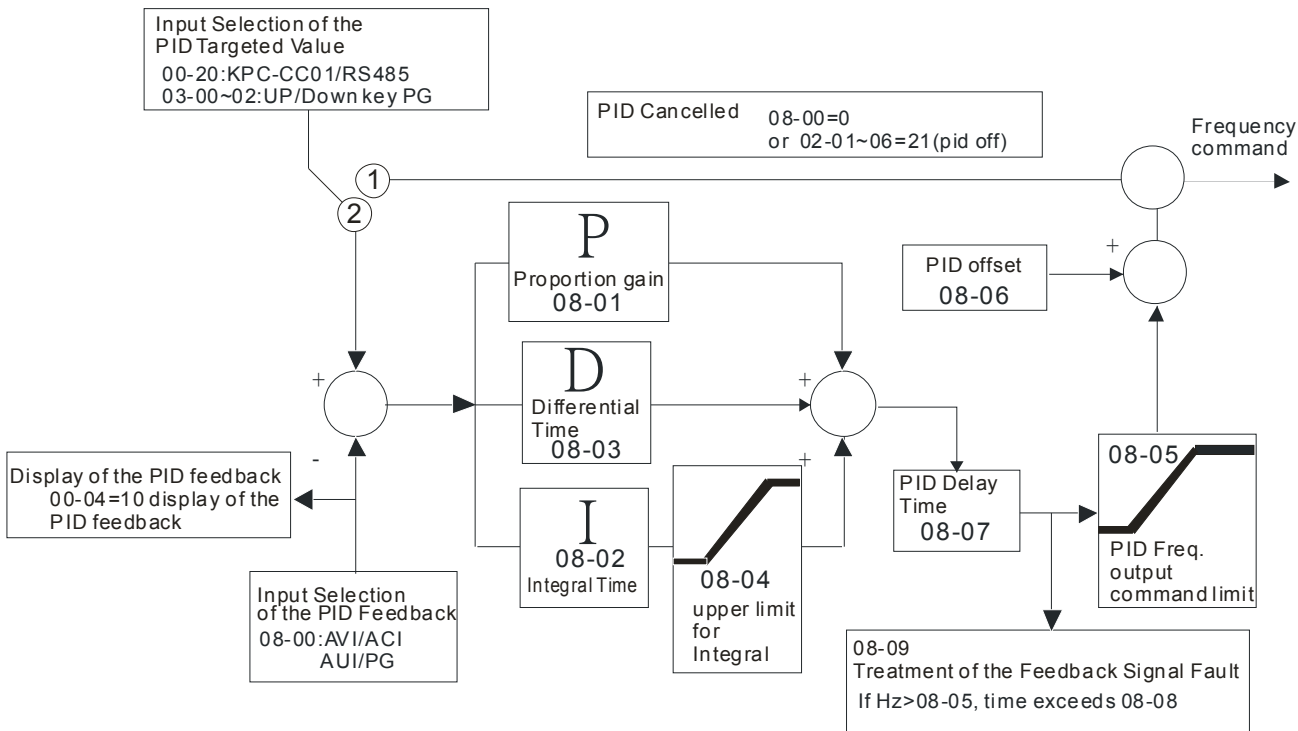 Input Selection of the
PID Targeted Value
00-20:KPC-CC01/RS485
03-00~02:UP/Down key PG
PID Cancelled 08-00=0
or 02-01~06=21(pid off)
Frequency
command
1
2
P
Proportion gain
08-01
PID offset
08-06
+
D
Differential
Time
08-03
+
+
-
+
Display of the PID feedback
00-04=10 display of the
PID feedback
I
08-02
Integral Time
08-04
upper limit
for
Integral
PID Delay
Time
08-07
08-05
PID Freq.
output
command limit
Input Selection
of the PID Feedback
08-00:AVI/ACI
AUI/PG
08-09
Treatment of the Feedback Signal Fault
If Hz>08-05, time exceeds 08-08